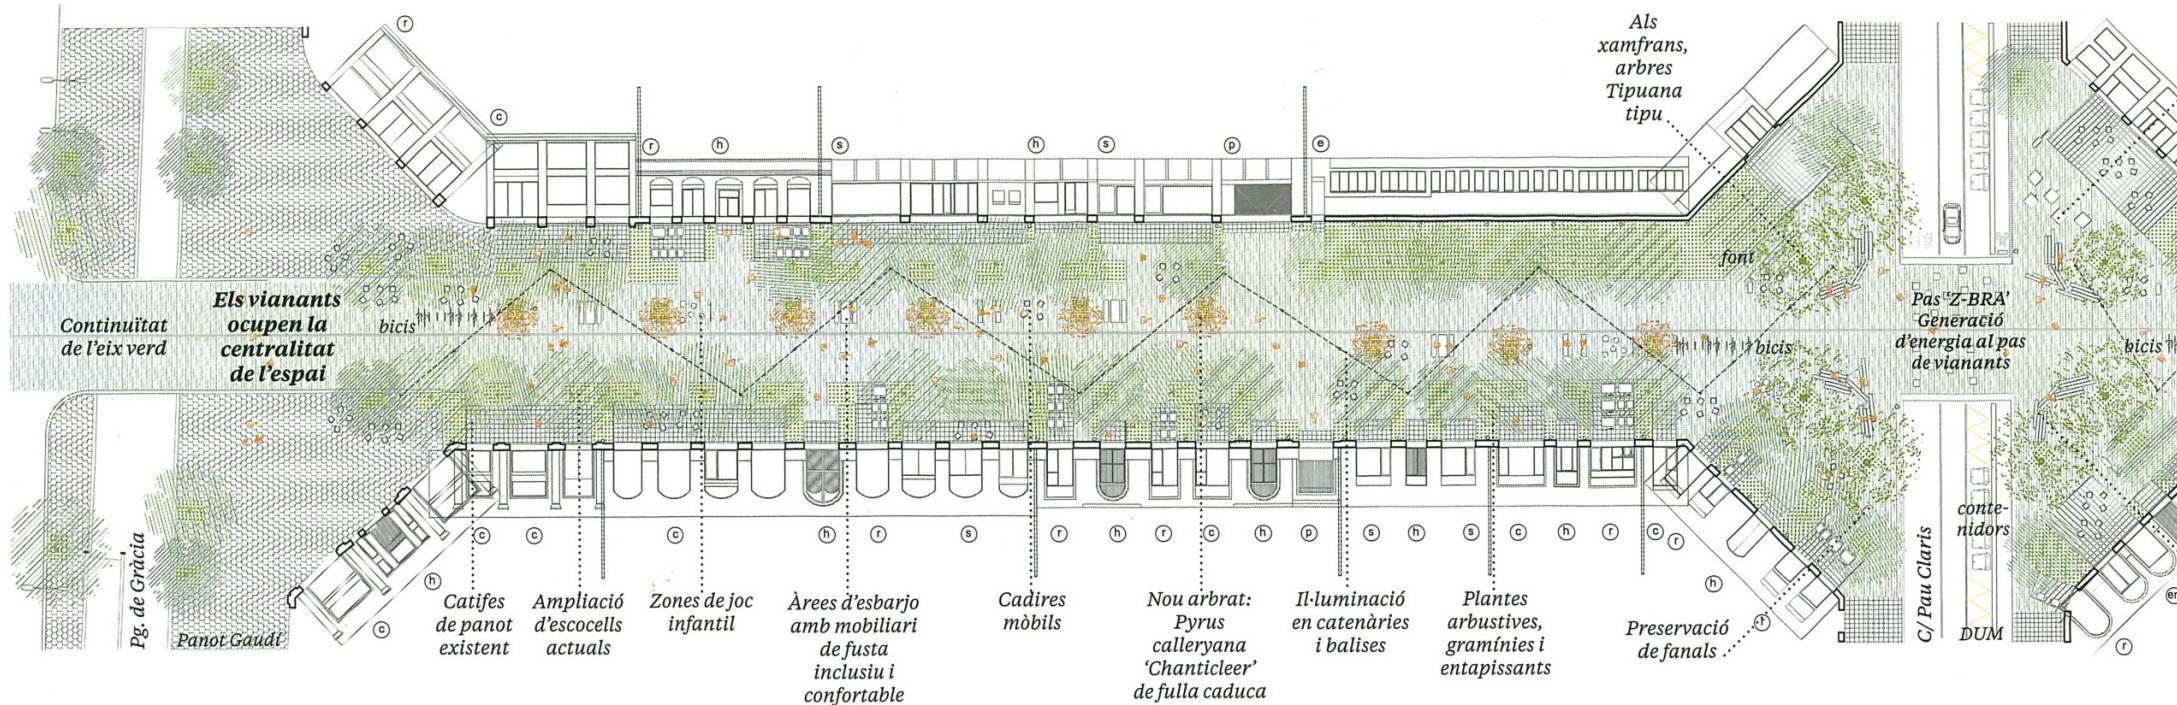 Als
xamfrans,
arbres
Tipuana
tipu
r
c
r
h
s
h
s
p
e
Continuïtat
de l'eix verd
Els vianants
ocupen la
centralitat
de l'espai
bicis
font
bicis
Pas 'Z-BRA'
Generació
d'energia al pas
de vianants
bicis
Pg. de Gràcia
Panot Gaudí
C/ Pau Claris
conte-
nidors
DUM
c
h
c
c
c
h
r
s
r
h
r
c
h
p
s
h
s
c
h
r
c
r
h
r
er
r
Catifes
de panot
existent
Ampliació
d'escocells
actuals
Zones de joc
infantil
Àrees d'esbarjo
amb mobiliari
de fusta
inclusiu i
confortable
Cadires
mòbils
Nou arbrat:
Pyrus
calleryana
'Chanticleer'
de fulla caduca
Il·luminació
en catenàries
i balises
Plantes
arbustives,
gramínies i
entapissants
Preservació
de fanals